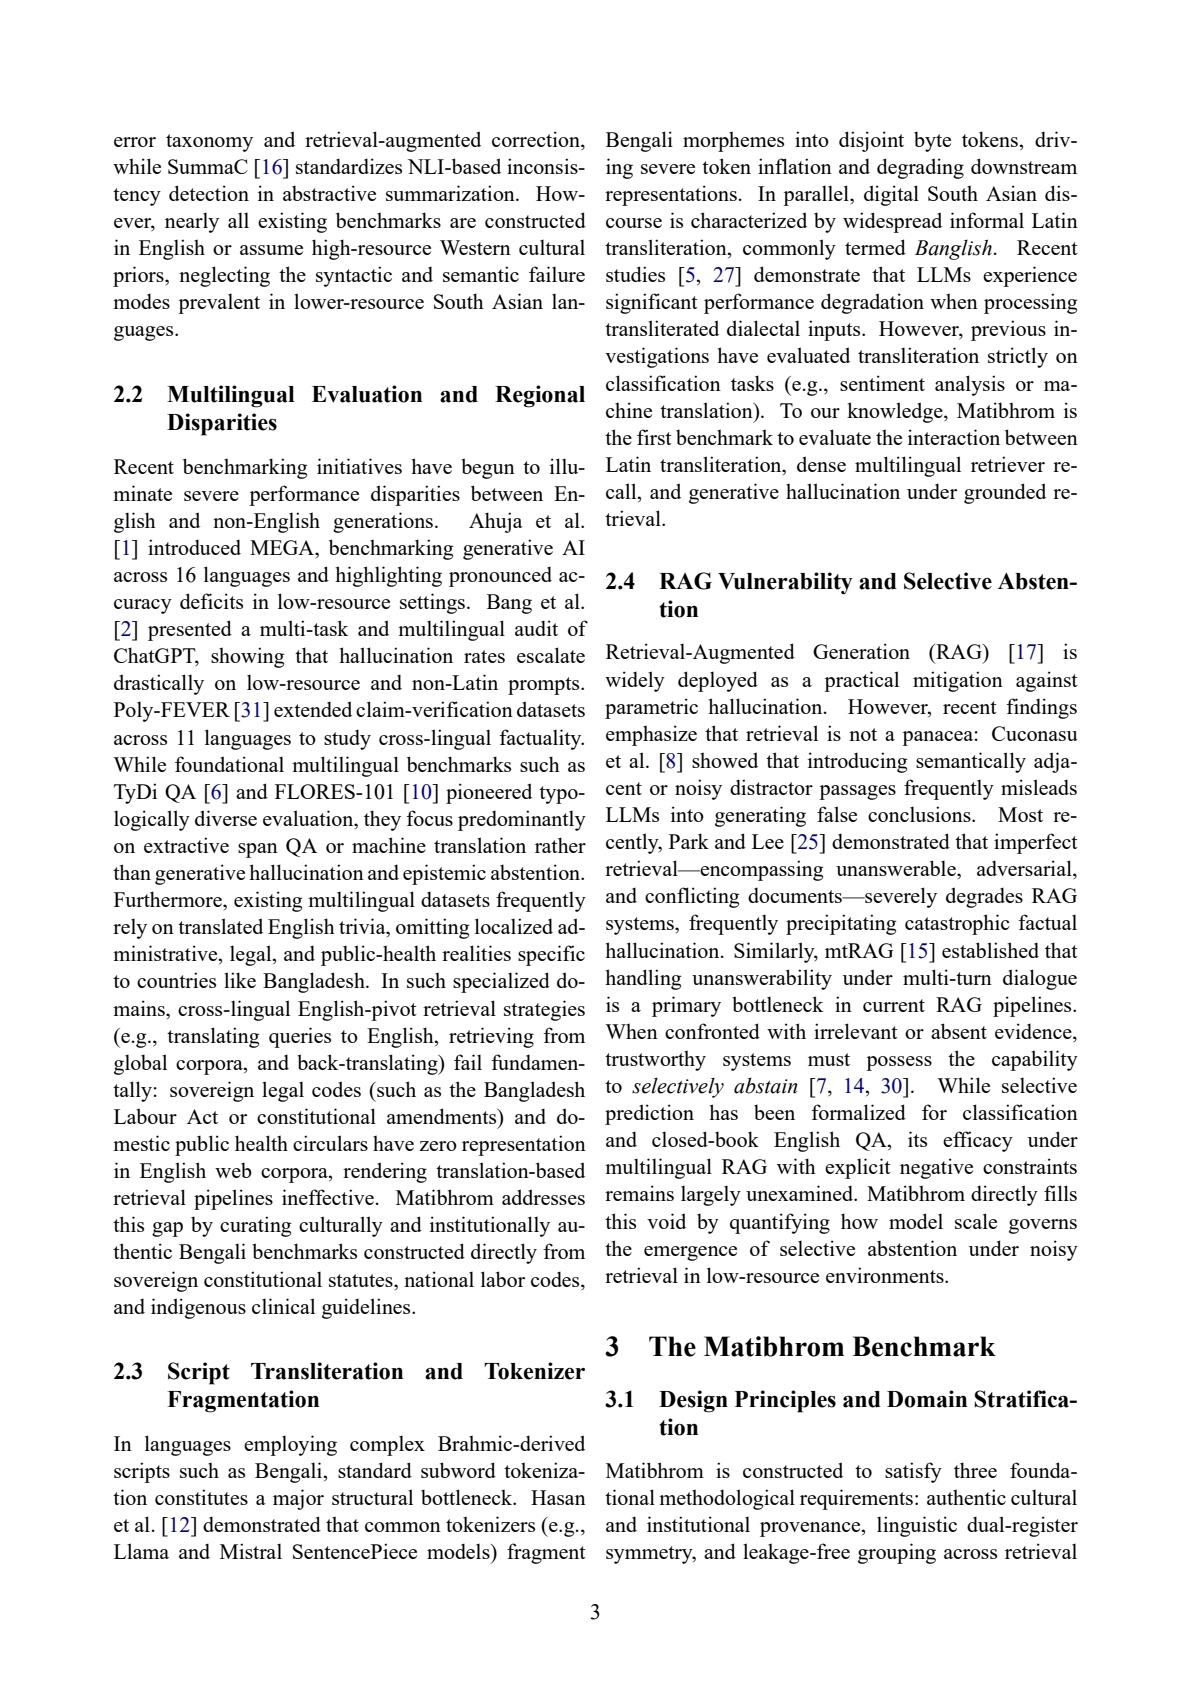 error taxonomy and retrieval-augmented correction,
while SummaC [16] standardizes NLI-based inconsis-
tency detection in abstractive summarization. How-
ever, nearly all existing benchmarks are constructed
in English or assume high-resource Western cultural
priors, neglecting the syntactic and semantic failure
modes prevalent in lower-resource South Asian lan-
guages.
2.2 Multilingual Evaluation and Regional
Disparities
Recent benchmarking initiatives have begun to illu-
minate severe performance disparities between En-
glish and non-English generations. Ahuja et al.
[1] introduced MEGA, benchmarking generative AI
across 16 languages and highlighting pronounced ac-
curacy deficits in low-resource settings. Bang et al.
[2] presented a multi-task and multilingual audit of
ChatGPT, showing that hallucination rates escalate
drastically on low-resource and non-Latin prompts.
Poly-FEVER [31] extended claim-verification datasets
across 11 languages to study cross-lingual factuality.
While foundational multilingual benchmarks such as
TyDi QA [6] and FLORES-101 [10] pioneered typo-
logically diverse evaluation, they focus predominantly
on extractive span QA or machine translation rather
than generative hallucination and epistemic abstention.
Furthermore, existing multilingual datasets frequently
rely on translated English trivia, omitting localized ad-
ministrative, legal, and public-health realities specific
to countries like Bangladesh. In such specialized do-
mains, cross-lingual English-pivot retrieval strategies
(e.g., translating queries to English, retrieving from
global corpora, and back-translating) fail fundamen-
tally: sovereign legal codes (such as the Bangladesh
Labour Act or constitutional amendments) and do-
mestic public health circulars have zero representation
in English web corpora, rendering translation-based
retrieval pipelines ineffective. Matibhrom addresses
this gap by curating culturally and institutionally au-
thentic Bengali benchmarks constructed directly from
sovereign constitutional statutes, national labor codes,
and indigenous clinical guidelines.
2.3 Script Transliteration and Tokenizer
Fragmentation
In languages employing complex Brahmic-derived
scripts such as Bengali, standard subword tokeniza-
tion constitutes a major structural bottleneck. Hasan
et al. [12] demonstrated that common tokenizers (e.g.,
Llama and Mistral SentencePiece models) fragment
Bengali morphemes into disjoint byte tokens, driv-
ing severe token inflation and degrading downstream
representations. In parallel, digital South Asian dis-
course is characterized by widespread informal Latin
transliteration, commonly termed Banglish. Recent
studies [5, 27] demonstrate that LLMs experience
significant performance degradation when processing
transliterated dialectal inputs. However, previous in-
vestigations have evaluated transliteration strictly on
classification tasks (e.g., sentiment analysis or ma-
chine translation). To our knowledge, Matibhrom is
the first benchmark to evaluate the interaction between
Latin transliteration, dense multilingual retriever re-
call, and generative hallucination under grounded re-
trieval.
2.4 RAG Vulnerability and Selective Absten-
tion
Retrieval-Augmented Generation (RAG) [17] is
widely deployed as a practical mitigation against
parametric hallucination. However, recent findings
emphasize that retrieval is not a panacea: Cuconasu
et al. [8] showed that introducing semantically adja-
cent or noisy distractor passages frequently misleads
LLMs into generating false conclusions. Most re-
cently, Park and Lee [25] demonstrated that imperfect
retrieval—encompassing unanswerable, adversarial,
and conflicting documents—severely degrades RAG
systems, frequently precipitating catastrophic factual
hallucination. Similarly, mtRAG [15] established that
handling unanswerability under multi-turn dialogue
is a primary bottleneck in current RAG pipelines.
When confronted with irrelevant or absent evidence,
trustworthy systems must possess the capability
to selectively abstain [7, 14, 30]. While selective
prediction has been formalized for classification
and closed-book English QA, its efficacy under
multilingual RAG with explicit negative constraints
remains largely unexamined. Matibhrom directly fills
this void by quantifying how model scale governs
the emergence of selective abstention under noisy
retrieval in low-resource environments.
3 The Matibhrom Benchmark
3.1 Design Principles and Domain Stratifica-
tion
Matibhrom is constructed to satisfy three founda-
tional methodological requirements: authentic cultural
and institutional provenance, linguistic dual-register
symmetry, and leakage-free grouping across retrieval
3